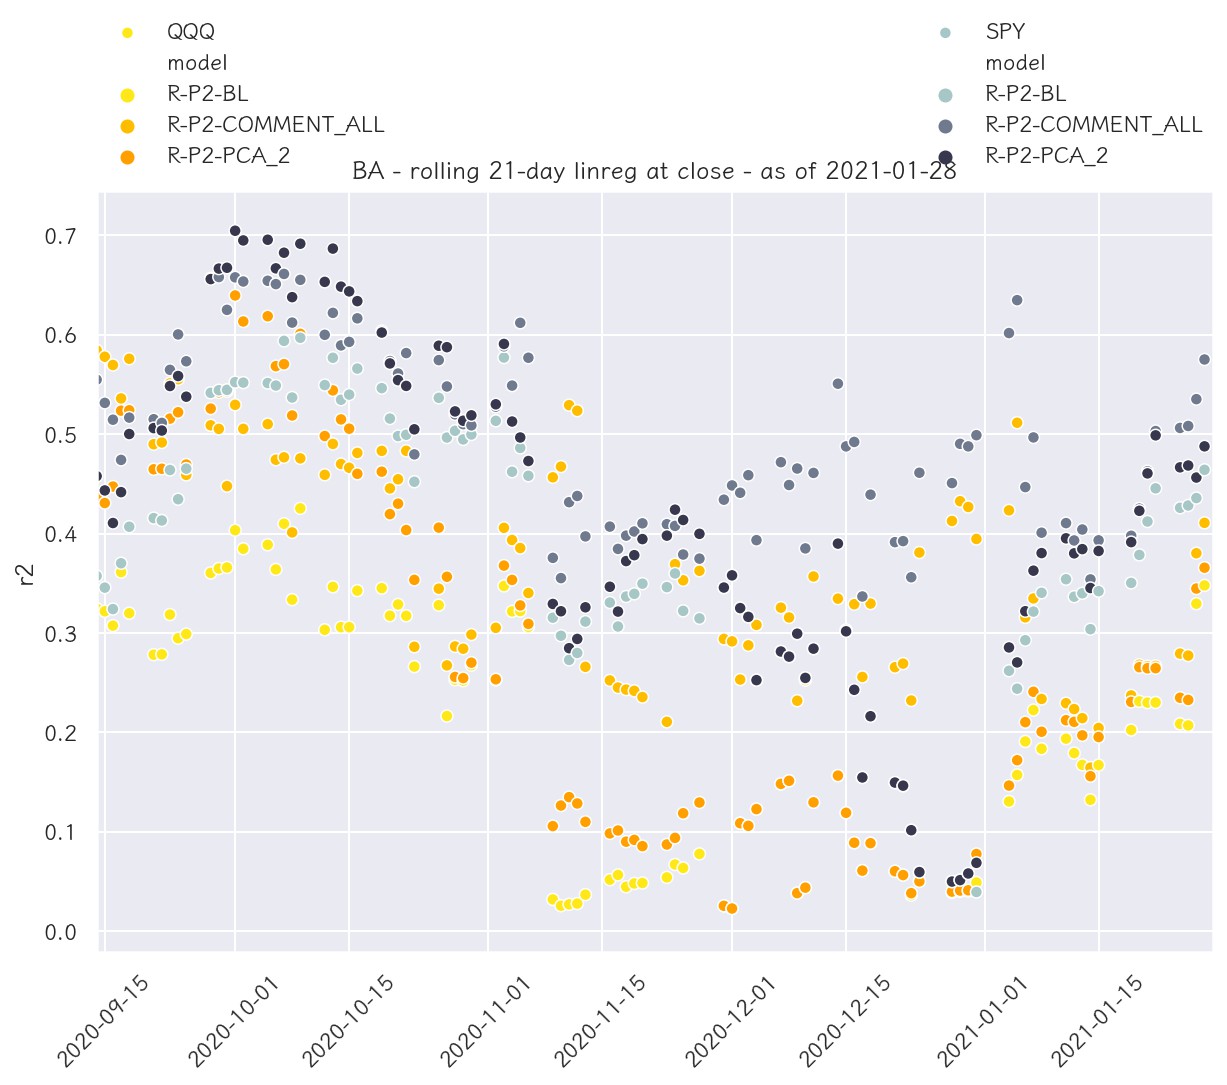 QQQ
model
R-P2-BL
R-P2-COMMENT_ALL
R-P2-PCA_2
SPY
model
R-P2-BL
R-P2-COMMENT_ALL
R-P2-PCA_2
BA - rolling 21-day linreg at close - as of 2021-01-28
r2
0.7
0.6
0.5
0.4
0.3
0.2
0.1
0.0
2020-09-15
2020-10-01
2020-10-15
2020-11-01
2020-11-15
2020-12-01
2020-12-15
2021-01-01
2021-01-15